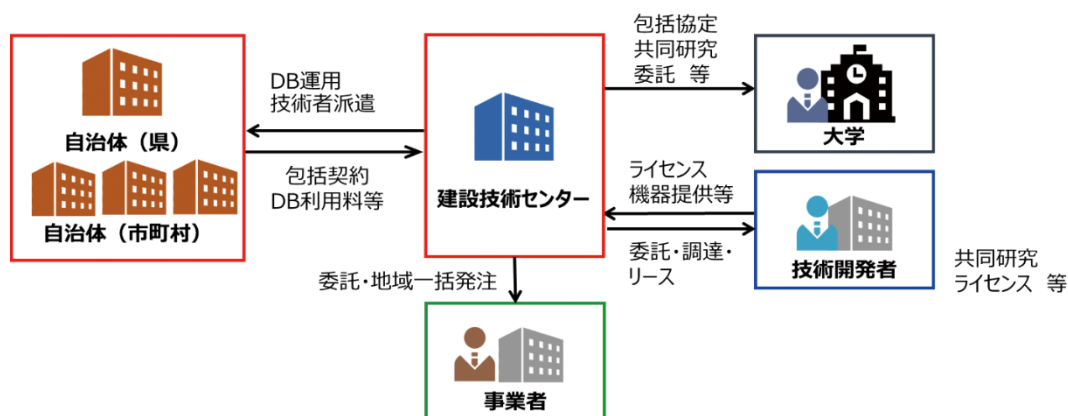 自治体（県）
自治体（市町村）
DB運用
技術者派遣
包括契約
DB利用料等
建設技術センター
包括協定
共同研究
委託　等
大学
ライセンス
機器提供等
委託・調達・
リース
技術開発者
共同研究
ライセンス　等
委託・地域一括発注
事業者